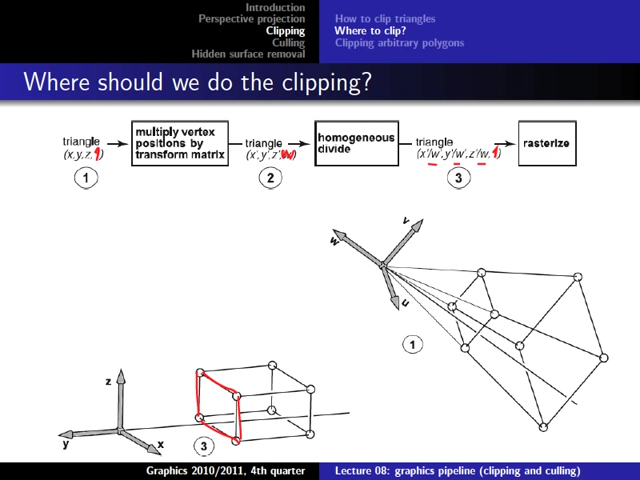 Introduction
Perspective projection
Clipping
Culling
Hidden surface removal
How to clip triangles
Where to clip?
Clipping arbitrary polygons
Where should we do the clipping?
triangle
(x,y,z,1)
1
multiply vertex
positions by
transform matrix
triangle
(x',y',z',w)
2
homogeneous
divide
triangle
(x'/w',y'/w',z'/w',1)
3
rasterize
w
v
u
1
z
y
x
3
Graphics 2010/2011, 4th quarter
Lecture 08: graphics pipeline (clipping and culling)